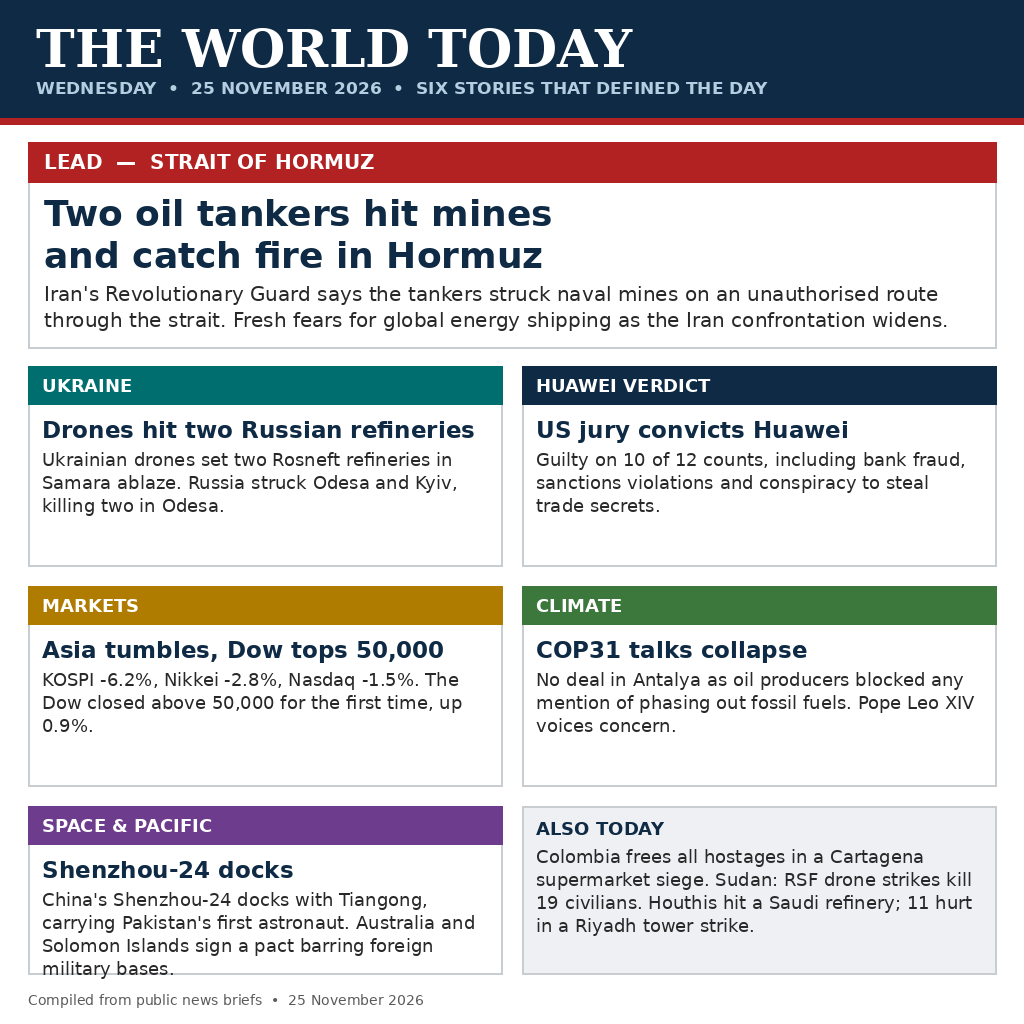 THE WORLD TODAY
WEDNESDAY • 25 NOVEMBER 2026 • SIX STORIES THAT DEFINED THE DAY
LEAD — STRAIT OF HORMUZ
Two oil tankers hit mines
and catch fire in Hormuz
Iran's Revolutionary Guard says the tankers struck naval mines on an unauthorised route
through the strait. Fresh fears for global energy shipping as the Iran confrontation widens.
UKRAINE
Drones hit two Russian refineries
Ukrainian drones set two Rosneft refineries in
Samara ablaze. Russia struck Odesa and Kyiv,
killing two in Odesa.
HUAWEI VERDICT
US jury convicts Huawei
Guilty on 10 of 12 counts, including bank fraud,
sanctions violations and conspiracy to steal
trade secrets.
MARKETS
Asia tumbles, Dow tops 50,000
KOSPI -6.2%, Nikkei -2.8%, Nasdaq -1.5%. The
Dow closed above 50,000 for the first time, up
0.9%.
CLIMATE
COP31 talks collapse
No deal in Antalya as oil producers blocked any
mention of phasing out fossil fuels. Pope Leo XIV
voices concern.
SPACE & PACIFIC
Shenzhou-24 docks
China's Shenzhou-24 docks with Tiangong,
carrying Pakistan's first astronaut. Australia and
Solomon Islands sign a pact barring foreign
military bases.
ALSO TODAY
Colombia frees all hostages in a Cartagena
supermarket siege. Sudan: RSF drone strikes kill
19 civilians. Houthis hit a Saudi refinery; 11 hurt
in a Riyadh tower strike.
Compiled from public news briefs • 25 November 2026